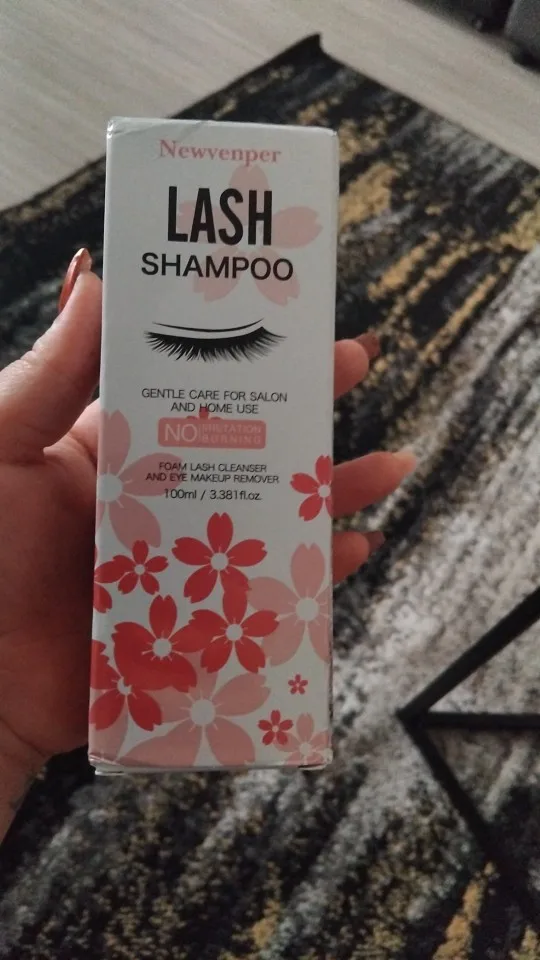 Newvenper
LASH
SHAMPOO
GENTLE CARE FOR SALON
AND HOME USE
NO IRRITATION
BURNING
FOAM LASH CLEANSER
AND EYE MAKEUP REMOVER
100ml / 3.381fl.oz.